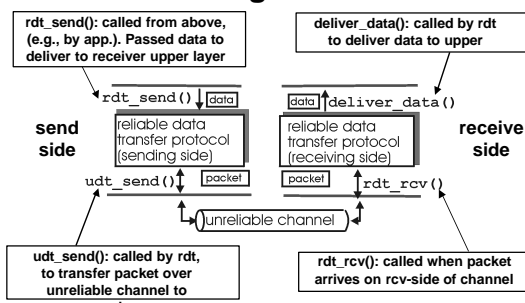 rdt_send(): called from above,
(e.g., by app.). Passed data to
deliver to receiver upper layer
deliver_data(): called by rdt
to deliver data to upper
rdt_send()
data
data
deliver_data()
send
side
reliable data
transfer protocol
(sending side)
reliable data
transfer protocol
(receiving side)
receive
side
udt_send()
packet
packet
rdt_rcv()
unreliable channel
udt_send(): called by rdt,
to transfer packet over
unreliable channel to
rdt_rcv(): called when packet
arrives on rcv-side of channel